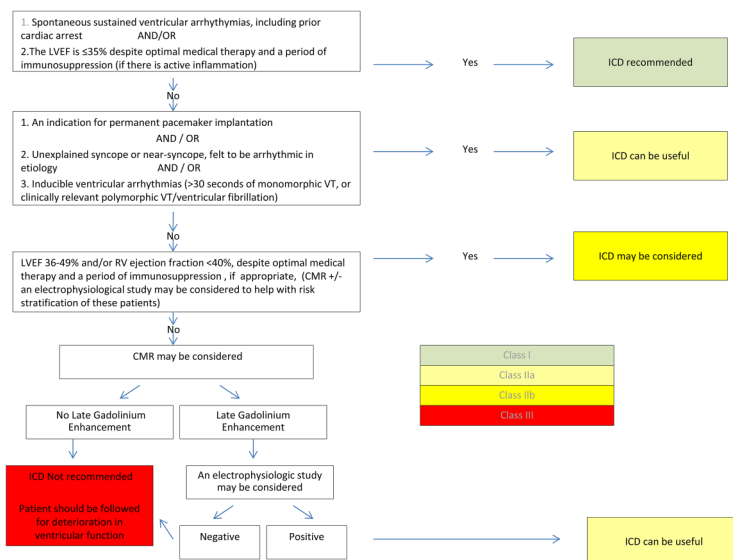 1. Spontaneous sustained ventricular arrhythymias, including prior
cardiac arrest AND/OR
2.The LVEF is ≤35% despite optimal medical therapy and a period of
immunosuppression (if there is active inflammation)
Yes
ICD recommended
No
1. An indication for permanent pacemaker implantation
AND / OR
2. Unexplained syncope or near-syncope, felt to be arrhythmic in
etiology AND / OR
3. Inducible ventricular arrhythmias (>30 seconds of monomorphic VT, or
clinically relevant polymorphic VT/ventricular fibrillation)
Yes
ICD can be useful
No
LVEF 36-49% and/or RV ejection fraction <40%, despite optimal medical
therapy and a period of immunosuppression , if appropriate, (CMR +/-
an electrophysiological study may be considered to help with risk
stratification of these patients)
Yes
ICD may be considered
No
CMR may be considered
Class I
Class IIa
Class IIb
Class III
No Late Gadolinium
Enhancement
Late Gadolinium
Enhancement
ICD Not recommended
Patient should be followed
for deterioration in
ventricular function
An electrophysiologic study
may be considered
Negative
Positive
ICD can be useful